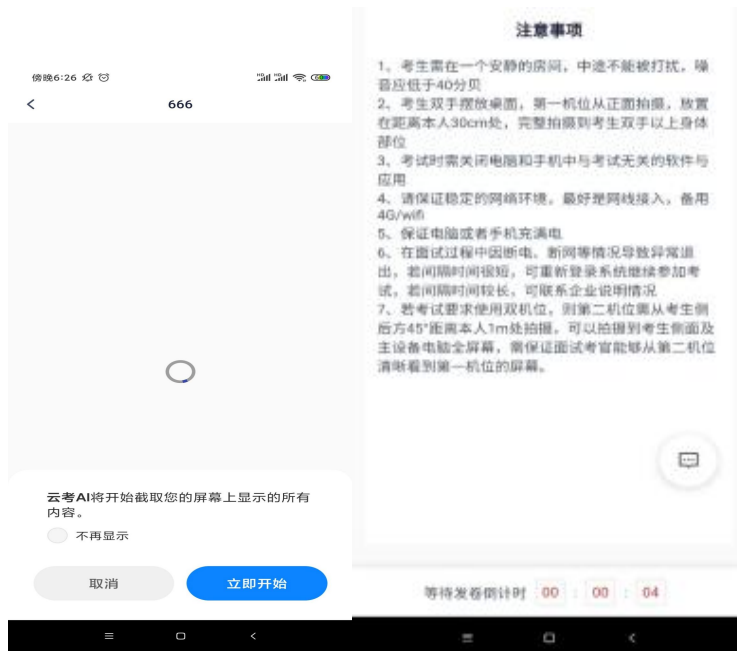 傍晚6:26
666
云考AI将开始截取您的屏幕上显示的所有
内容。
不再显示
取消
立即开始
注意事项
1、考生需在一个安静的房间，中途不能被打扰，噪
音应低于40分贝
2、考生双手摆放桌面，第一机位从正面拍摄，放置
在距离本人30cm处，完整拍摄到考生双手以上身体
部位
3、考试时需关闭电脑和手机中与考试无关的软件与
应用
4、请保证稳定的网络环境，最好是网线接入，备用
4G/wifi
5、保证电脑或者手机充满电
6、在面试过程中因断电、断网等情况导致异常退
出，若间隔时间很短，可重新登录系统继续参加考
试，若间隔时间较长，可联系企业说明情况
7、若考试要求使用双机位，则第二机位需从考生侧
后方45°距离本人1m处拍摄，可以拍摄到考生侧面及
主设备电脑全屏幕，需保证面试考官能够从第二机位
清晰看到第一机位的屏幕。
等待发卷倒计时 00 : 00 : 04